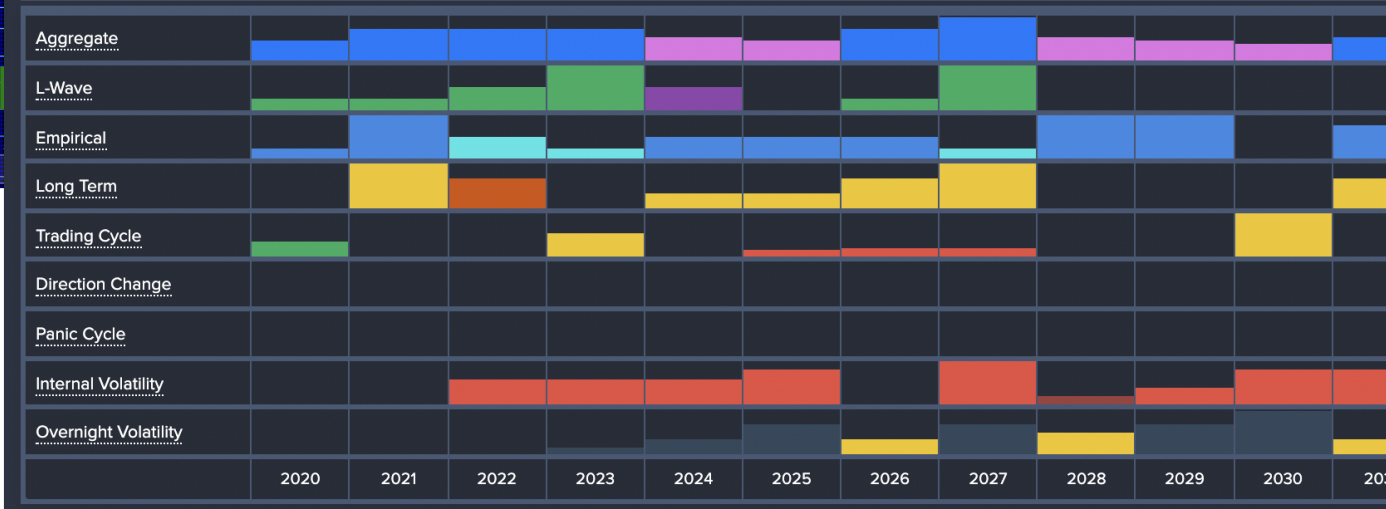 Aggregate
L-Wave
Empirical
Long Term
Trading Cycle
Direction Change
Panic Cycle
Internal Volatility
Overnight Volatility
2020 2021 2022 2023 2024 2025 2026 2027 2028 2029 2030